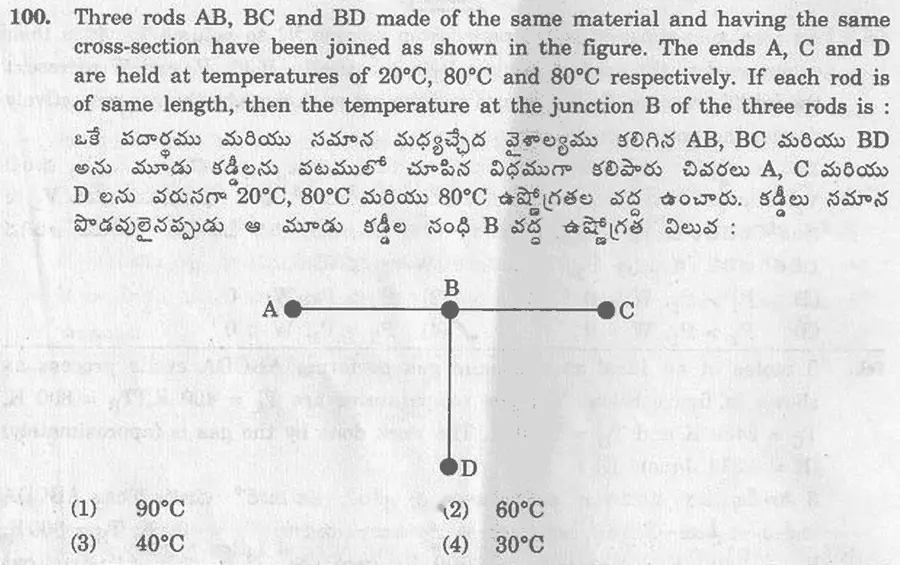 100. Three rods AB, BC and BD made of the same material and having the same
cross-section have been joined as shown in the figure. The ends A, C and D
are held at temperatures of 20°C, 80°C and 80°C respectively. If each rod is
of same length, then the temperature at the junction B of the three rods is :
ఒకే పదార్థము మరియు సమాన మధ్యచ్ఛేద వైశాల్యము కలిగిన AB, BC మరియు BD
అను మూడు కడ్డీలను పటములో చూపిన విధముగా కలిపారు చివరలు A, C మరియు
D లను వరుసగా 20°C, 80°C మరియు 80°C ఉష్ణోగ్రతల వద్ద ఉంచారు. కడ్డీలు సమాన
పొడవులైనప్పుడు ఆ మూడు కడ్డీల సంధి B వద్ద ఉష్ణోగ్రత విలువ :
B
A C
D
(1) 90°C (2) 60°C
(3) 40°C (4) 30°C